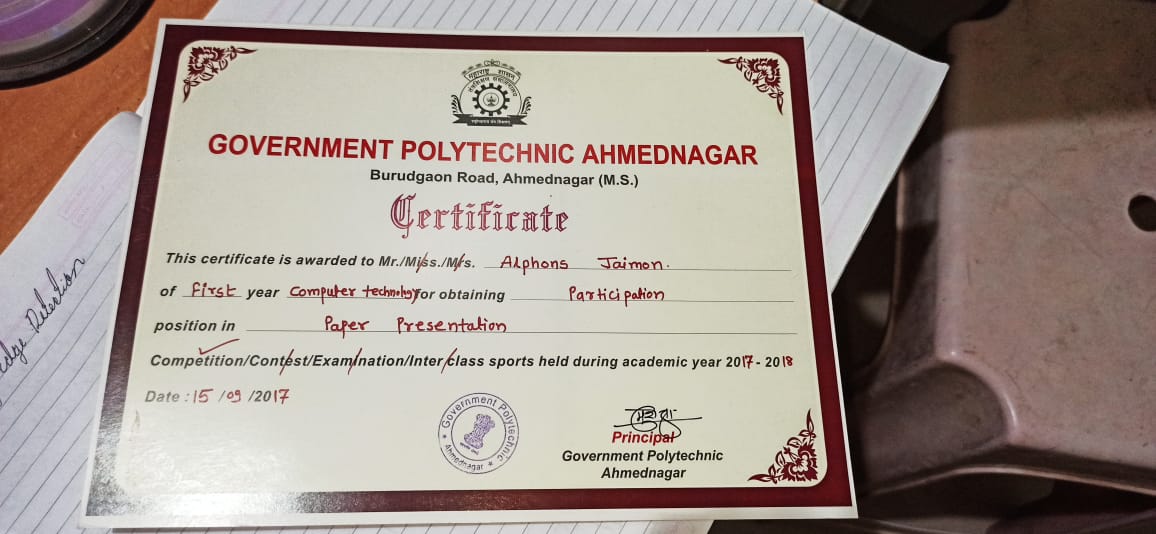 महाराष्ट्र शासन
GOVERNMENT POLYTECHNIC AHMEDNAGAR
Burudgaon Road, Ahmednagar (M.S.)
Certificate
This certificate is awarded to Mr./Miss./Mrs. Alphons Jaimon.
of First year Computer technology for obtaining Participation
position in Paper Presentation
Competition/Contest/Examination/Inter class sports held during academic year 2017 - 2018
Date : 15 /09 /2017
Government Polytechnic
★ Ahmednagar ★
Principal
Government Polytechnic
Ahmednagar